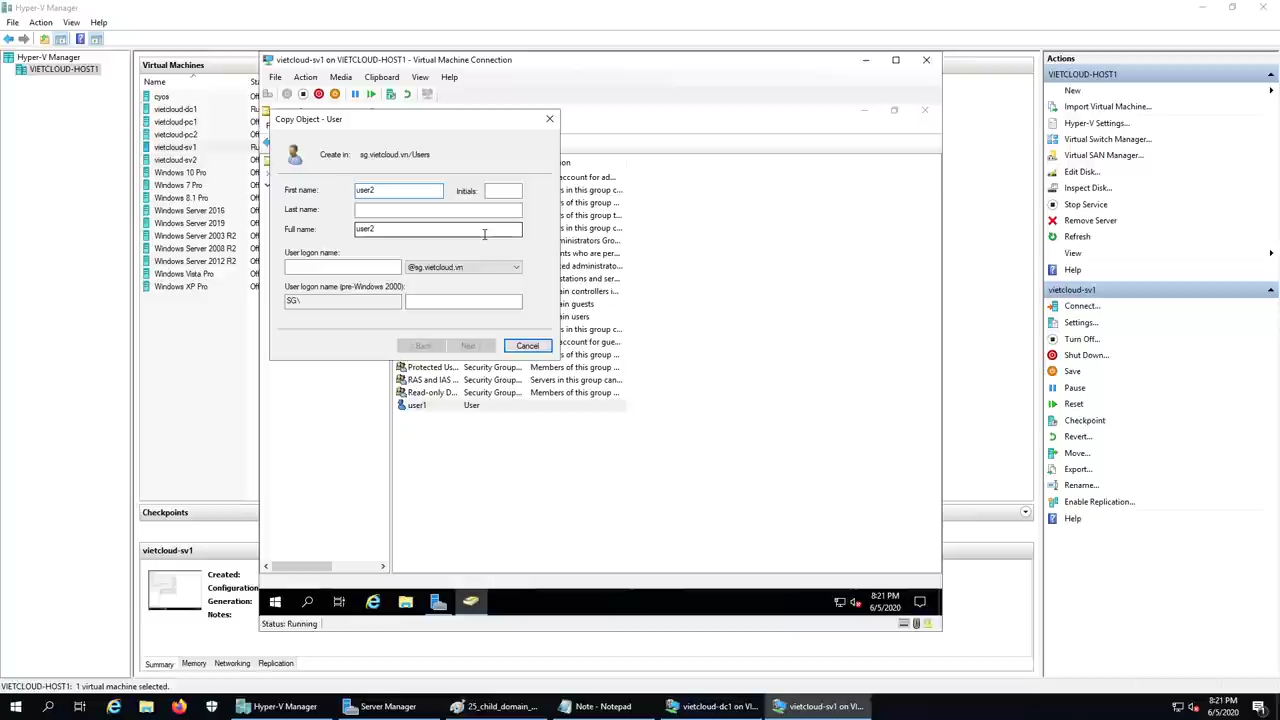 Hyper-V Manager
File Action View Help
Hyper-V Manager
VIETCLOUD-HOST1
Virtual Machines
Name
cyos
vietcloud-dc1
vietcloud-pc1
vietcloud-pc2
vietcloud-sv1
vietcloud-sv2
Windows 10 Pro
Windows 7 Pro
Windows 8.1 Pro
Windows Server 2016
Windows Server 2019
Windows Server 2003 R2
Windows Server 2008 R2
Windows Server 2012 R2
Windows Vista Pro
Windows XP Pro
Checkpoints
vietcloud-sv1
Created:
Configuration
Generation:
Notes:
Summary Memory Networking Replication
vietcloud-sv1 on VIETCLOUD-HOST1 - Virtual Machine Connection
File Action Media Clipboard View Help
Copy Object - User
Create in: sg.vietcloud.vn/Users
First name: user2 Initials:
Last name:
Full name: user2
User logon name:
@sg.vietcloud.vn
User logon name (pre-Windows 2000):
SG\
< Back Next Cancel
account for ad...
s in this group c...
s of this group ...
s of this group t...
s in this group c...
ministrators Gro...
ents who are per...
ed administrato...
stations and ser...
ain controllers i...
ain guests
ain users
s in this group c...
account for gue...
Protected Us... Security Group... Members of this group ...
RAS and IAS ... Security Group... Servers in this group can...
Read-only D... Security Group... Members of this group ...
user1 User
8:21 PM
6/5/2020
Status: Running
Actions
VIETCLOUD-HOST1
New
Import Virtual Machine...
Hyper-V Settings...
Virtual Switch Manager...
Virtual SAN Manager...
Edit Disk...
Inspect Disk...
Stop Service
Remove Server
Refresh
View
Help
vietcloud-sv1
Connect...
Settings...
Turn Off...
Shut Down...
Save
Pause
Reset
Checkpoint
Revert...
Move...
Export...
Rename...
Enable Replication...
Help
VIETCLOUD-HOST1: 1 virtual machine selected.
Hyper-V Manager Server Manager 25_child_domain_... Note - Notepad vietcloud-dc1 on VI... vietcloud-sv1 on VI...
8:21 PM
6/5/2020